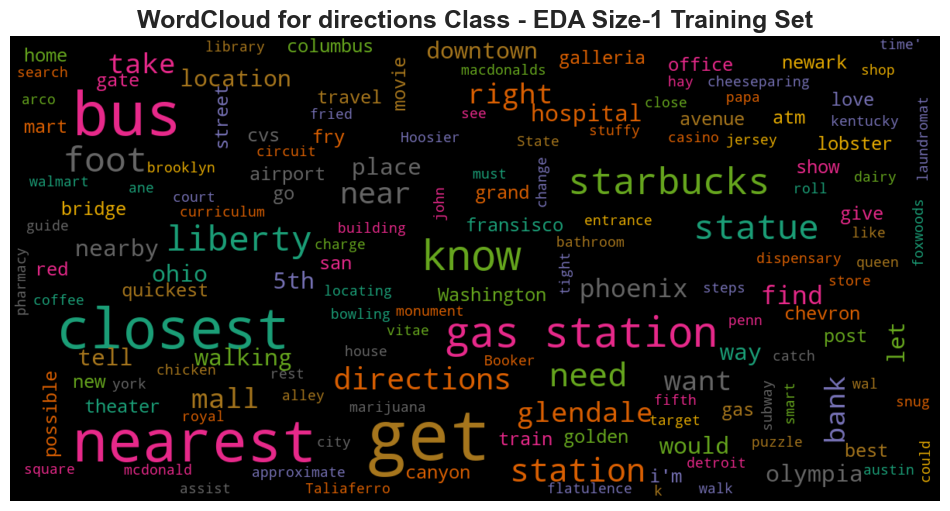 WordCloud for directions Class - EDA Size-1 Training Set
home
library
columbus
downtown
galleria
office
newark
time'
search
gate
take
location
movie
macdonalds
hay
cheeseparing
shop
arco
travel
right
close
papa
love
mart
bus
street
cvs
fried
fry
see
hospital
stuffy
avenue
atm
kentucky
laundromat
Hoosier
State
casino
jersey
lobster
foot
brooklyn
circuit
airport
place
change
starbucks
show
dairy
walmart
ane
court
go
near
must
grand
roll
bridge
curriculum
john
fransisco
entrance
statue
give
foxwoods
guide
nearby
liberty
building
charge
know
bathroom
like
pharmacy
red
ohio
san
tight
dispensary
queen
coffee
quickest
5th
locating
Washington
phoenix
steps
find
store
closest
bowling
monument
vitae
gas station
penn
chevron
post
let
tell
walking
house
Booker
way
catch
chicken
rest
directions
need
want
new
york
alley
mall
marijuana
glendale
fifth
target
gas
subway
smart
bank
wal
snug
possible
theater
royal
nearest
city
get
train
golden
would
puzzle
best
could
square
mcdonald
approximate
canyon
station
i'm
detroit
olympia
austin
assist
Taliaferro
flatulence
k
walk